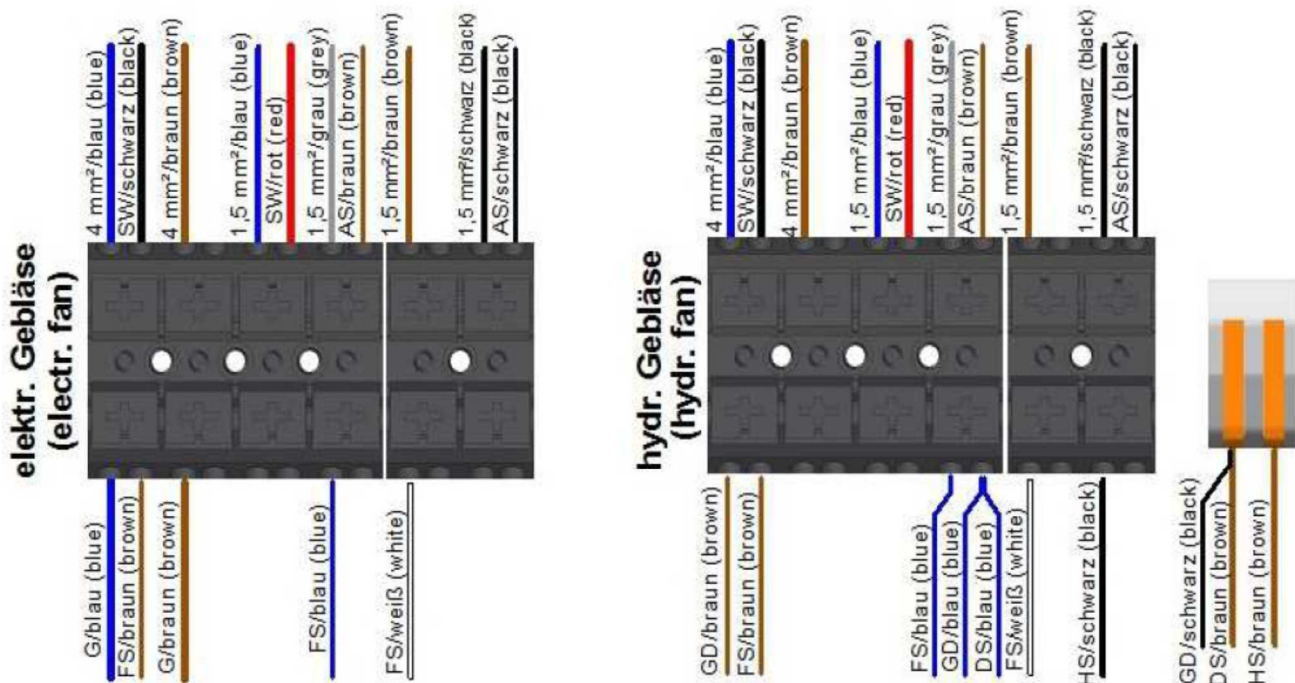 elektr. Gebläse
(electr. fan)
4 mm²/blau (blue)
SW/schwarz (black)
4 mm²/braun (brown)
1,5 mm²/blau (blue)
SW/rot (red)
1,5 mm²/grau (grey)
AS/braun (brown)
1,5 mm²/braun (brown)
1,5 mm²/schwarz (black)
AS/schwarz (black)
G/blau (blue)
FS/braun (brown)
G/braun (brown)
FS/blau (blue)
FS/weiß (white)
hydr. Gebläse
(hydr. fan)
4 mm²/blau (blue)
SW/schwarz (black)
4 mm²/braun (brown)
1,5 mm²/blau (blue)
SW/rot (red)
1,5 mm²/grau (grey)
AS/braun (brown)
1,5 mm²/braun (brown)
1,5 mm²/schwarz (black)
AS/schwarz (black)
GD/braun (brown)
FS/braun (brown)
FS/blau (blue)
GD/blau (blue)
DS/blau (blue)
FS/weiß (white)
HS/schwarz (black)
GD/schwarz (black)
DS/braun (brown)
HS/braun (brown)